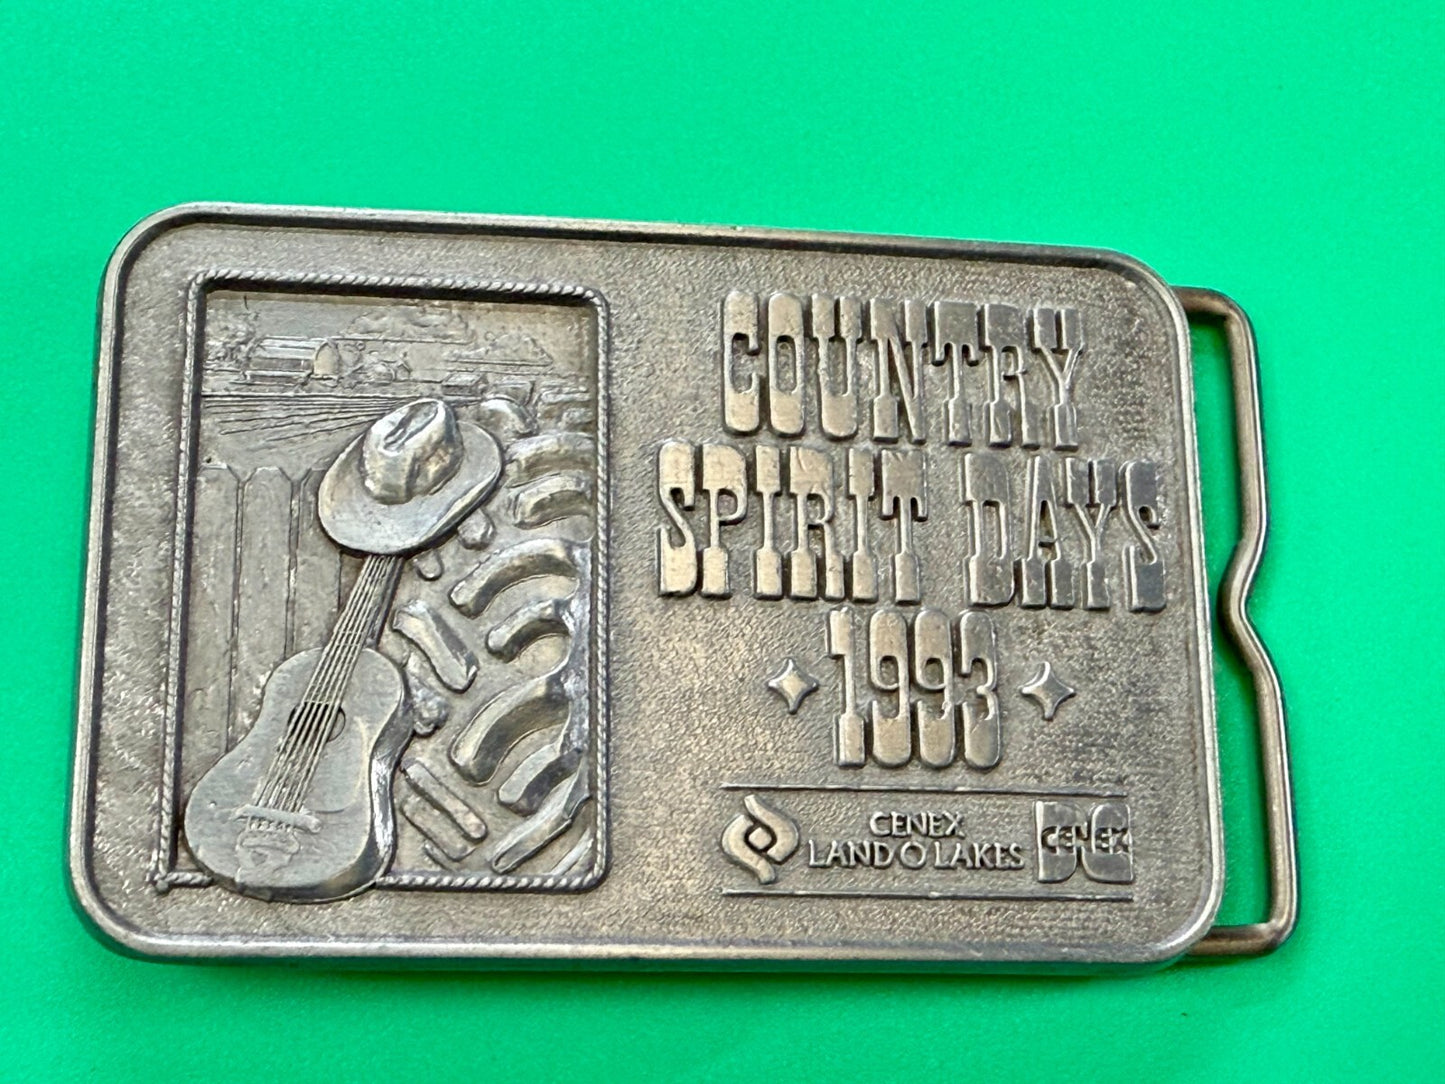 COUNTRY
SPIRIT DAYS
1993
CENEX
LAND O LAKES
CENEX